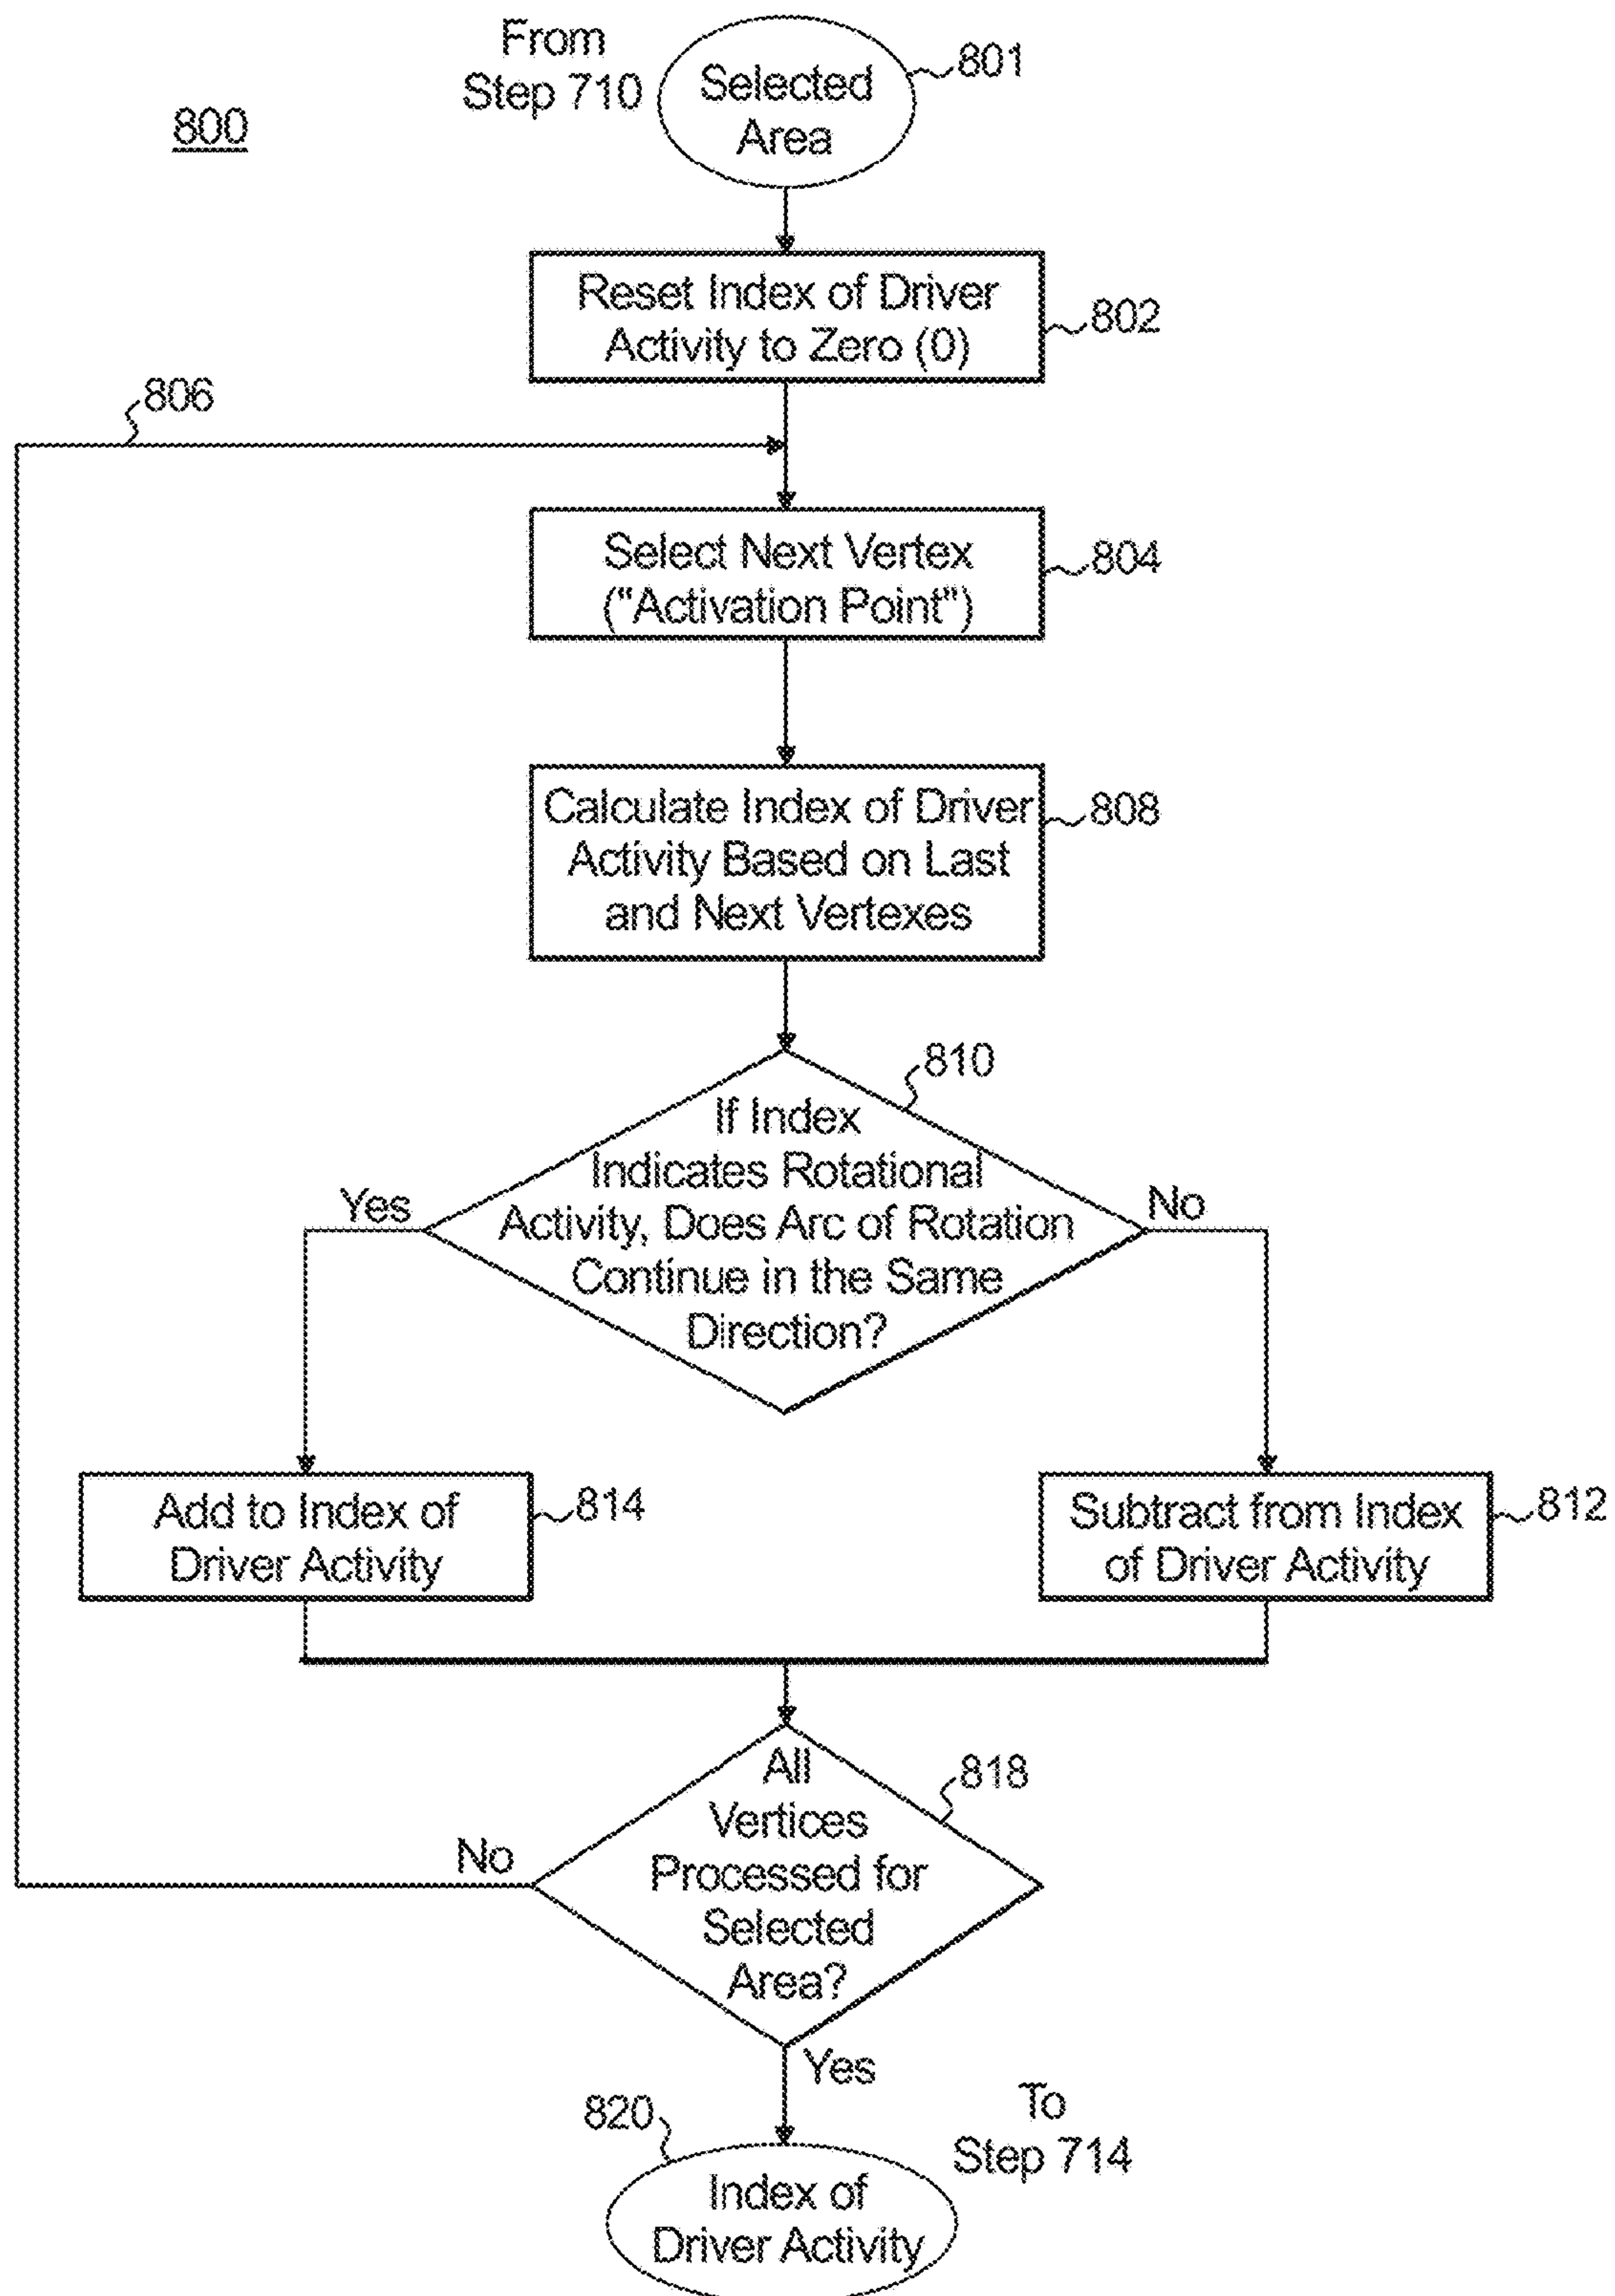 From
Step 710
Selected
Area
801
800
Reset Index of Driver
Activity to Zero (0)
802
806
Select Next Vertex
("Activation Point")
804
Calculate Index of Driver
Activity Based on Last
and Next Vertexes
808
810
If Index
Indicates Rotational
Activity, Does Arc of Rotation
Continue in the Same
Direction?
Yes
No
Add to Index of
Driver Activity
814
Subtract from Index
of Driver Activity
812
All
Vertices
Processed for
Selected
Area?
818
No
Yes
820
To
Step 714
Index of
Driver Activity